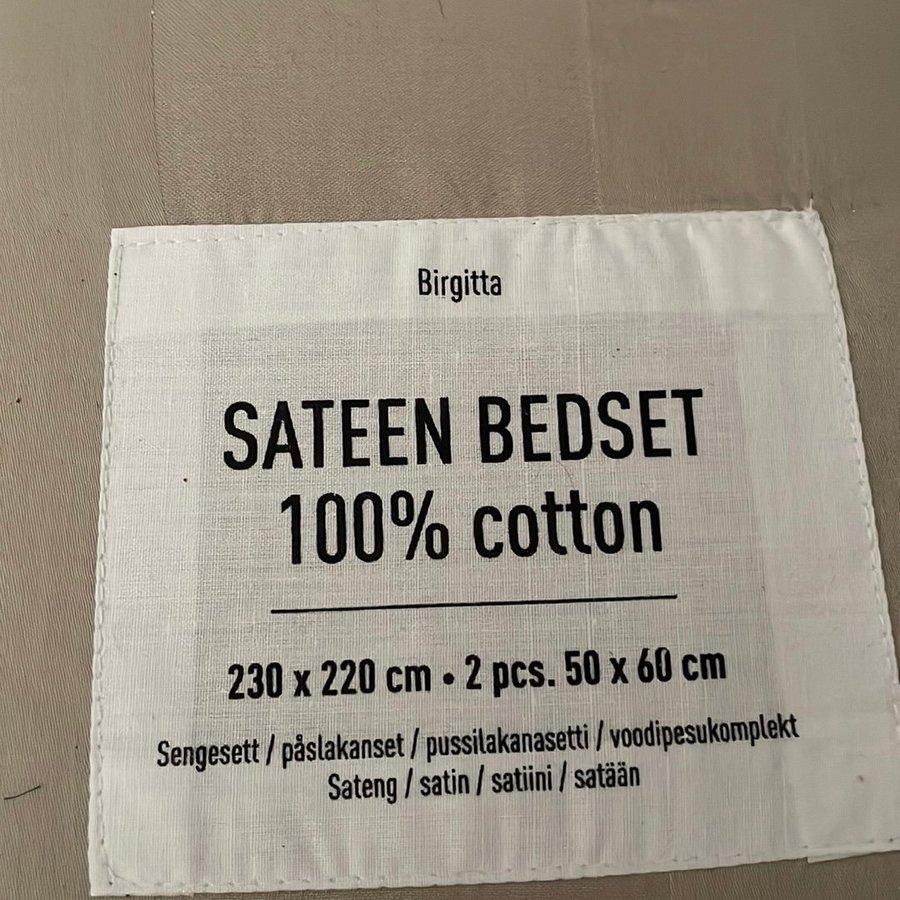 Birgitta
SATEEN BEDSET
100% cotton
230 x 220 cm • 2 pcs. 50 x 60 cm
Sengesett / påslakanset / pussilakanasetti / voodipesukomplekt
Sateng / satin / satiini / satään